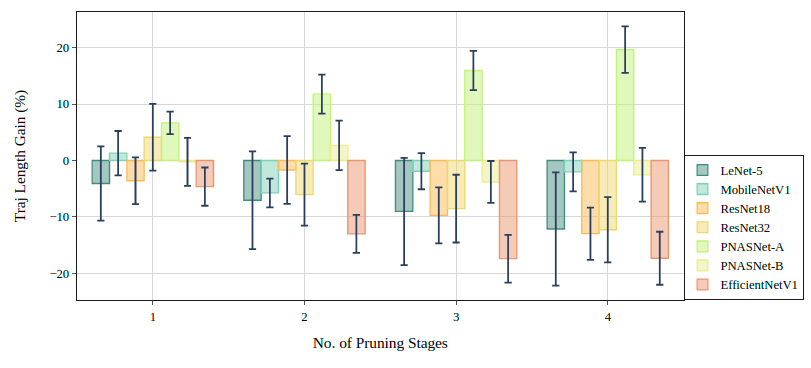 Traj Length Gain (%)
20
10
0
−10
−20
1
2
3
4
No. of Pruning Stages
LeNet-5
MobileNetV1
ResNet18
ResNet32
PNASNet-A
PNASNet-B
EfficientNetV1